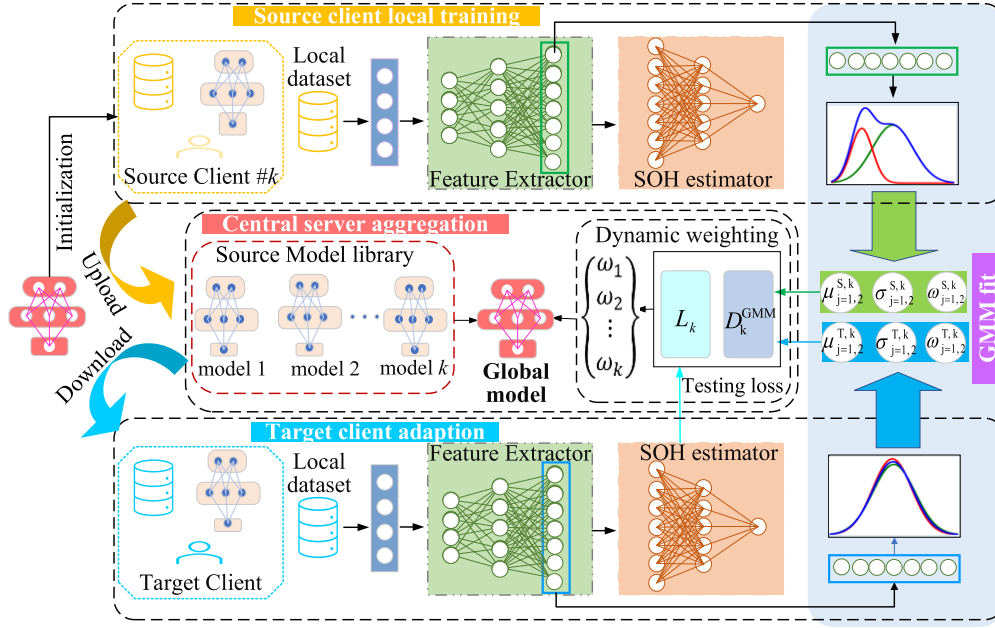 Source client local training
Source Client #k
Local
dataset
Feature Extractor
SOH estimator
Initialization
Upload
Download
Central server aggregation
Source Model library
model 1
model 2
model k
Global
model
Dynamic weighting
ω1
ω2
⋮
ωk
Lk
DkGMM
Testing loss
μj=1,2S,k
σj=1,2S,k
ωj=1,2S,k
μj=1,2T,k
σj=1,2T,k
ωj=1,2T,k
GMM fit
Target client adaption
Target Client
Local
dataset
Feature Extractor
SOH estimator